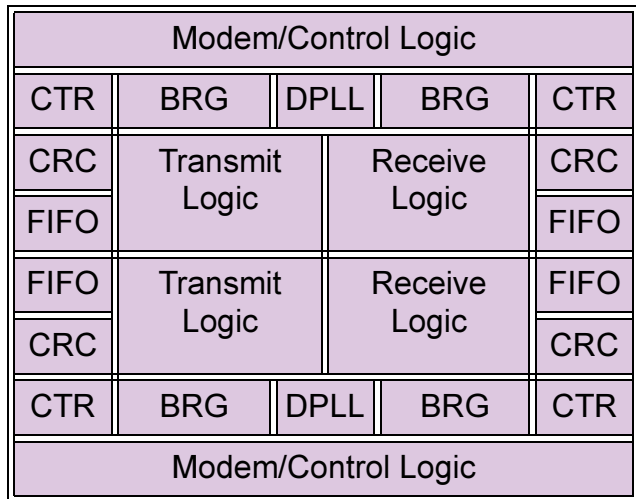 Modem/Control Logic
CTR BRG DPLL BRG CTR
CRC Transmit Logic Receive Logic CRC
FIFO FIFO
FIFO Transmit Logic Receive Logic FIFO
CRC CRC
CTR BRG DPLL BRG CTR
Modem/Control Logic